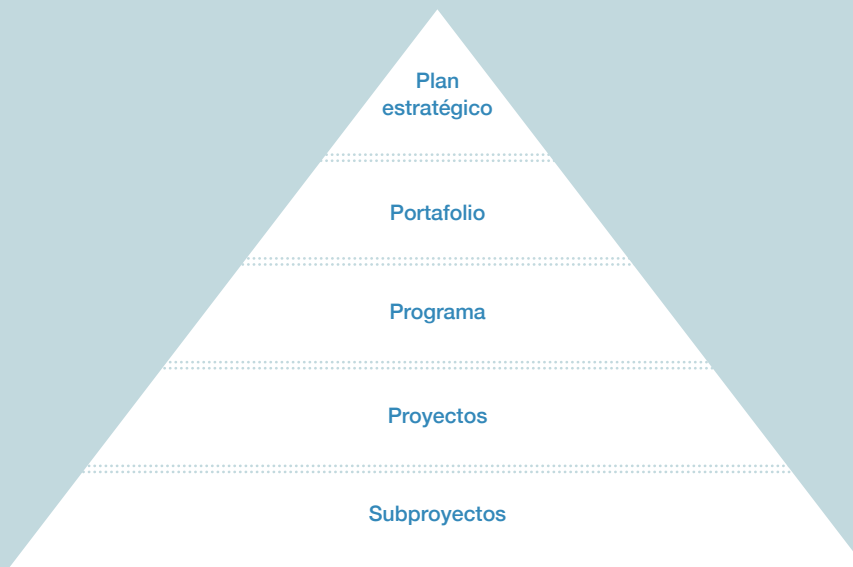 Plan
estratégico
Portafolio
Programa
Proyectos
Subproyectos